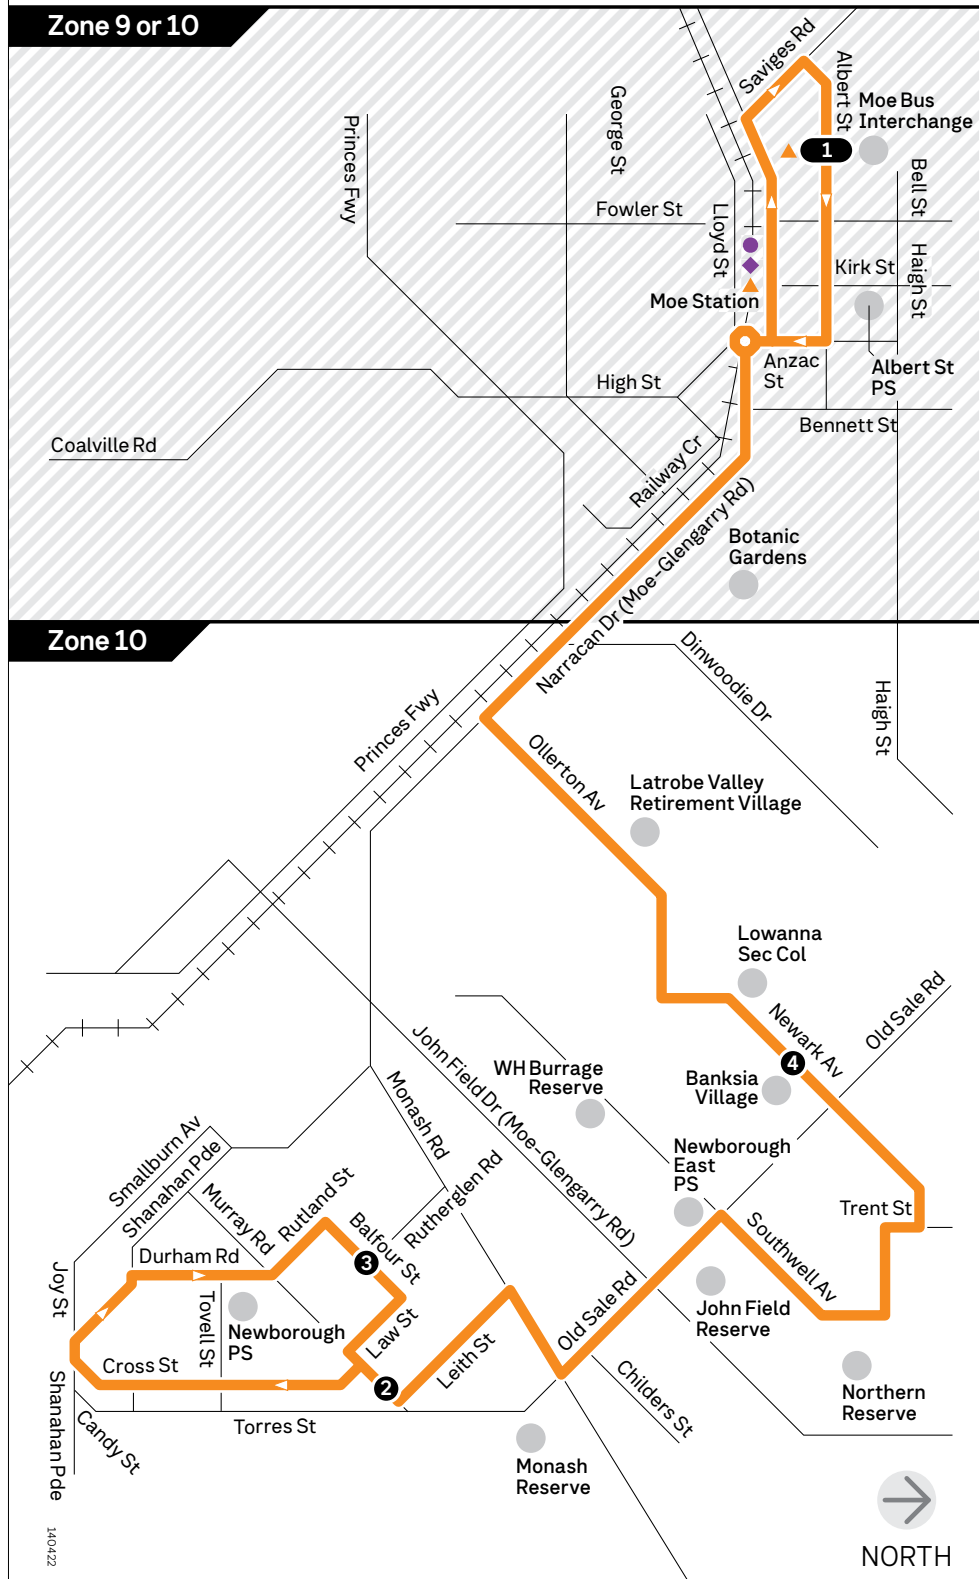 Zone 9 or 10
Saviges Rd
Albert St
Moe Bus
Interchange
1
George St
Princes Fwy
Bell St
Fowler St
Lloyd St
Kirk St
Haigh St
Moe Station
Anzac
St
Albert St
PS
High St
Bennett St
Coalville Rd
Railway Cr
Narracan Dr (Moe-Glengarry Rd)
Botanic
Gardens
Zone 10
Dinwoodie Dr
Haigh St
Princes Fwy
Ollerton Av
Latrobe Valley
Retirement Village
Lowanna
Sec Col
Old Sale Rd
Newark Av
4
John Field Dr (Moe-Glengarry Rd)
WH Burrage
Reserve
Banksia
Village
Monash Rd
Smallburn Av
Shanahan Pde
Newborough
East
PS
Rutherglen Rd
Rutland St
Murray Rd
Trent St
Balfour St
Southwell Av
Durham Rd
3
Joy St
Tovell St
Newborough
PS
Law St
Old Sale Rd
John Field
Reserve
Cross St
Leith St
2
Childers St
Northern
Reserve
Shanahan Pde
Candy St
Torres St
Monash
Reserve
140422
NORTH